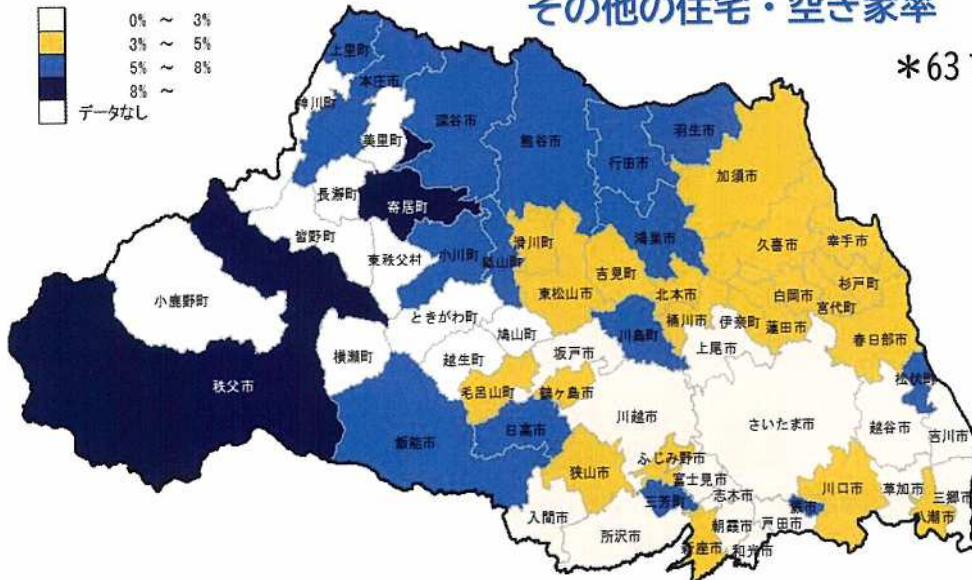 その他の住宅・空き家率
0% ～ 3%
3% ～ 5%
5% ～ 8%
8% ～
データなし
*63
上里町
本庄市
神川町
美里町
深谷市
熊谷市
行田市
羽生市
加須市
長瀞町
寄居町
皆野町
東秩父村
小川町
嵐山町
滑川町
吉見町
鴻巣市
久喜市
幸手市
杉戸町
小鹿野町
東松山市
北本市
白岡市
宮代町
ときがわ町
鳩山町
川島町
桶川市
伊奈町
蓮田市
春日部市
横瀬町
越生町
坂戸市
上尾市
松伏町
秩父市
毛呂山町
鶴ヶ島市
川越市
さいたま市
越谷市
吉川市
飯能市
日高市
狭山市
ふじみ野市
富士見市
三芳町
志木市
蕨市
川口市
草加市
三郷市
八潮市
入間市
所沢市
新座市
朝霞市
和光市
戸田市